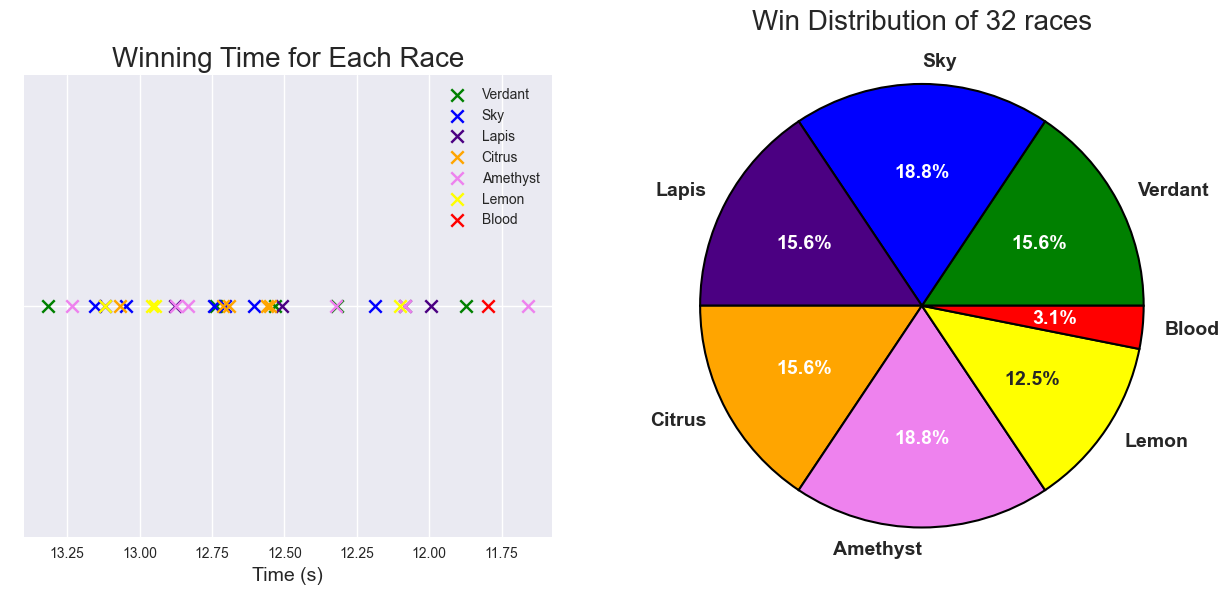 Winning Time for Each Race
Verdant
Sky
Lapis
Citrus
Amethyst
Lemon
Blood
13.25
13.00
12.75
12.50
12.25
12.00
11.75
Time (s)
Win Distribution of 32 races
Sky
Lapis
Verdant
18.8%
15.6%
15.6%
3.1%
Blood
15.6%
12.5%
Citrus
18.8%
Lemon
Amethyst